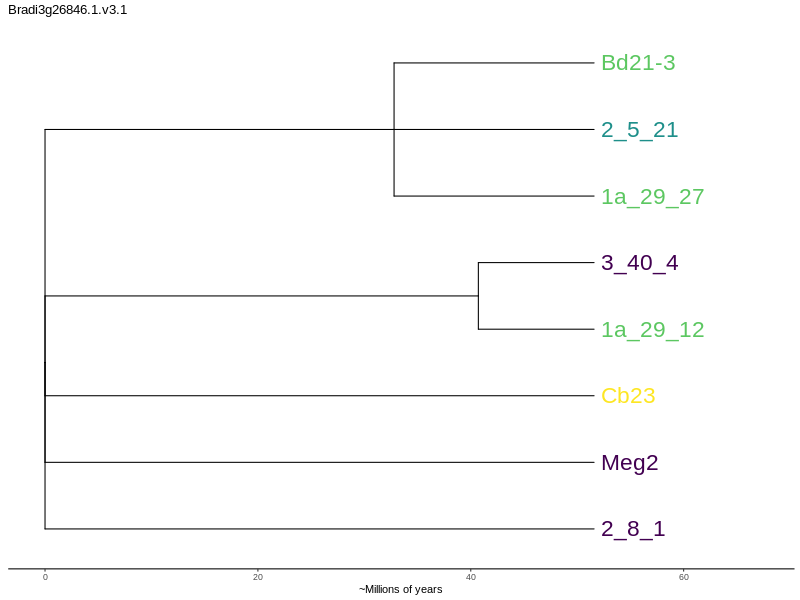 Bradi3g26846.1.v3.1
Bd21-3
2_5_21
1a_29_27
3_40_4
1a_29_12
Cb23
Meg2
2_8_1
0 20 40 60
~Millions of years